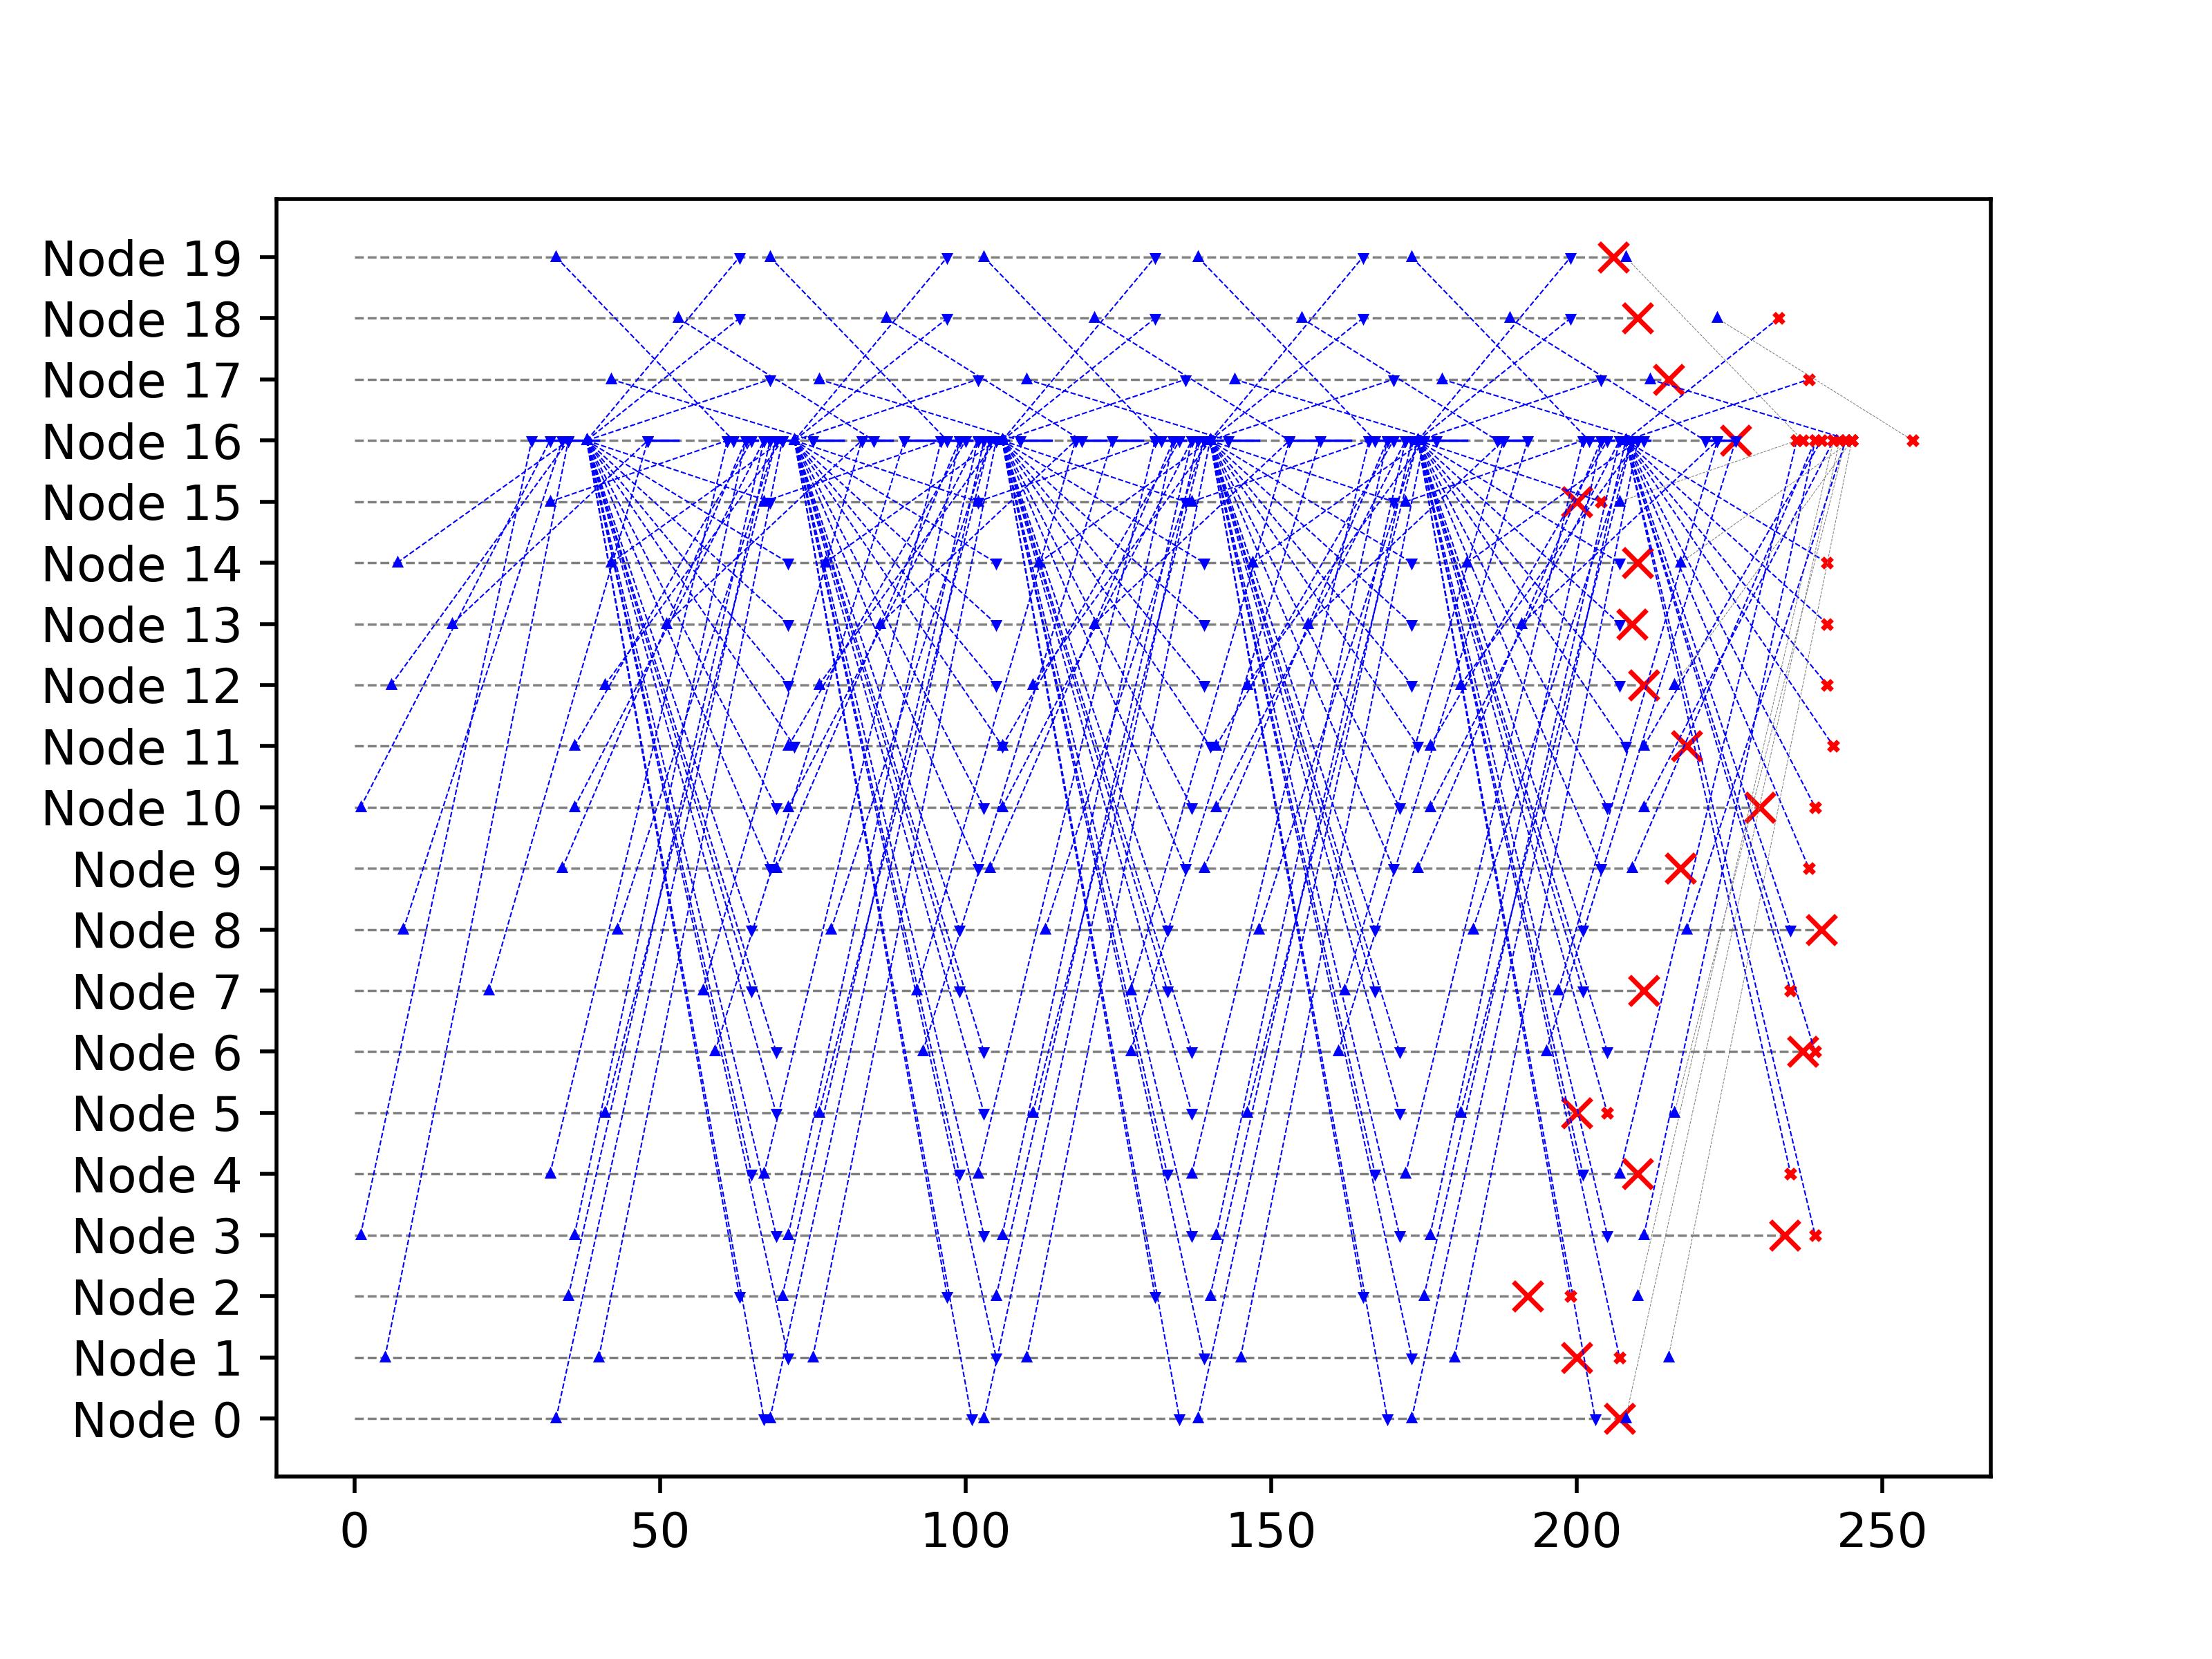 Node 19
Node 18
Node 17
Node 16
Node 15
Node 14
Node 13
Node 12
Node 11
Node 10
Node 9
Node 8
Node 7
Node 6
Node 5
Node 4
Node 3
Node 2
Node 1
Node 0
0 50 100 150 200 250